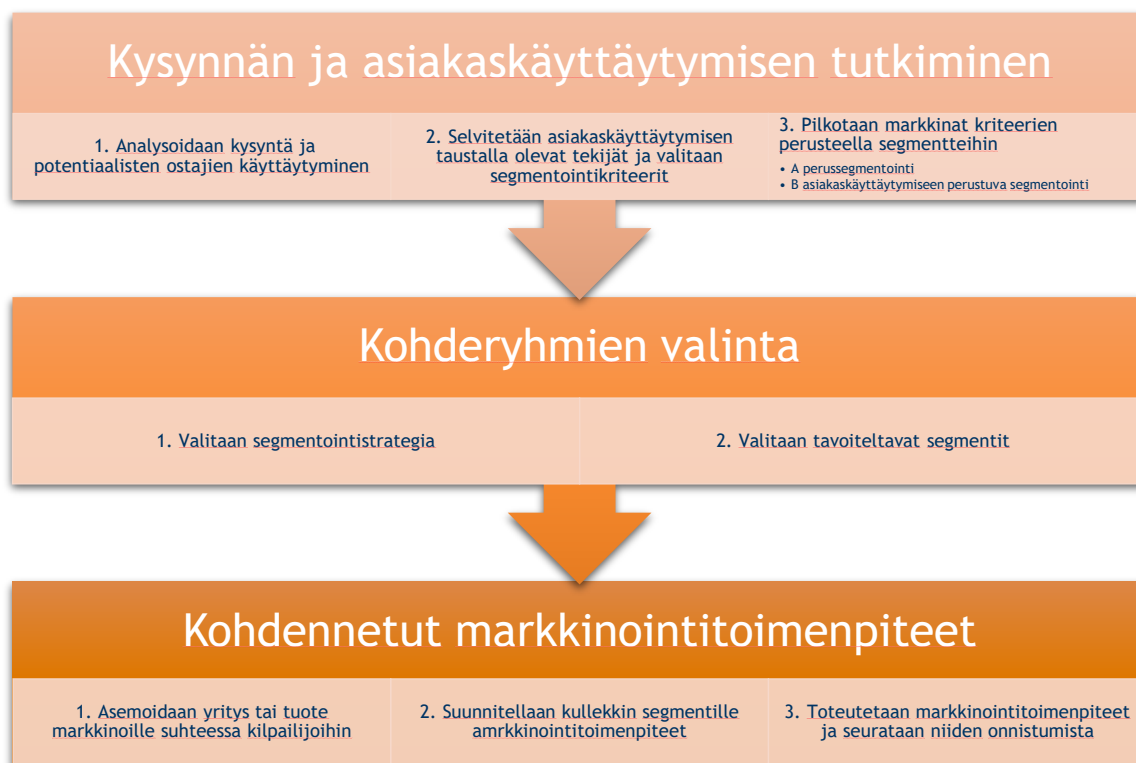 Kysynnän ja asiakaskäyttäytymisen tutkiminen
1. Analysoidaan kysyntä ja
potentiaalisten ostajien käyttäytyminen
2. Selvitetään asiakaskäyttäytymisen
taustalla olevat tekijät ja valitaan
segmentointikriteerit
3. Pilkotaan markkinat kriteerien
perusteella segmentteihin
• A perussegmentointi
• B asiakaskäyttäytymiseen perustuva segmentointi
Kohderyhmien valinta
1. Valitaan segmentointistrategia
2. Valitaan tavoiteltavat segmentit
Kohdennetut markkinointitoimenpiteet
1. Asemoidaan yritys tai tuote
markkinoille suhteessa kilpailijoihin
2. Suunnitellaan kullekkin segmentille
amrkkinointitoimenpiteet
3. Toteutetaan markkinointitoimenpiteet
ja seurataan niiden onnistumista